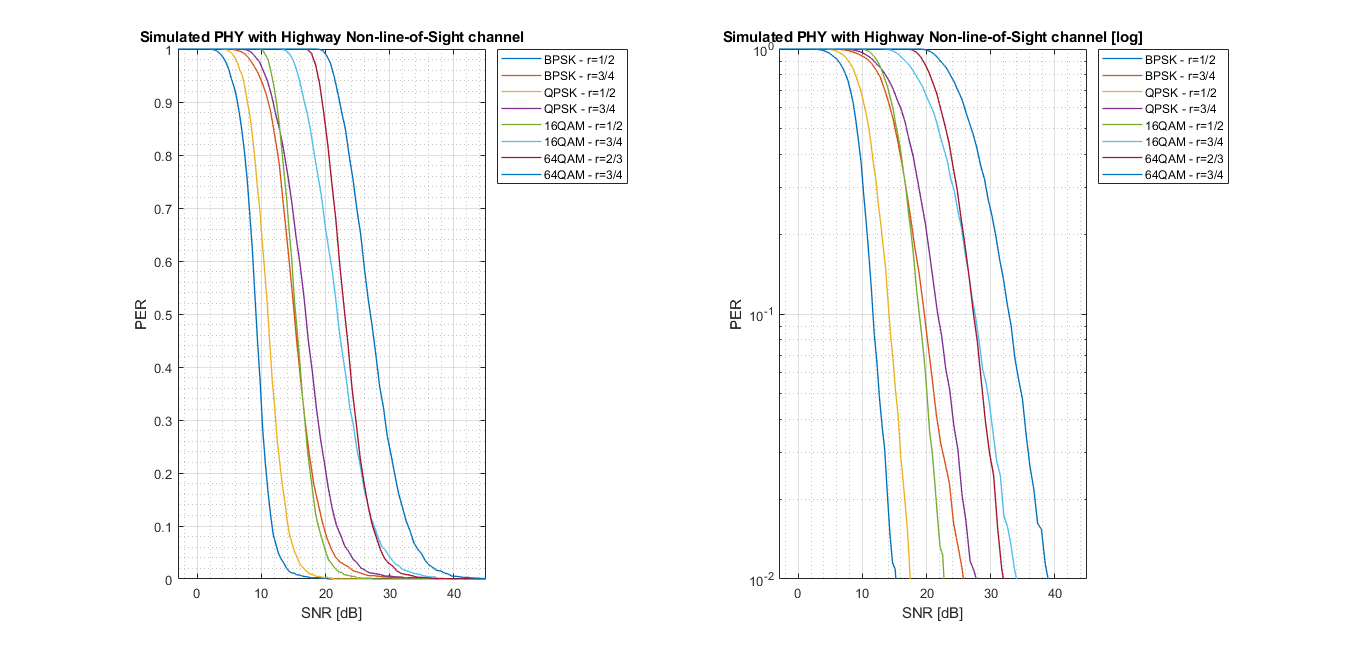 Simulated PHY with Highway Non-line-of-Sight channel
1
0.9
0.8
0.7
0.6
0.5
0.4
0.3
0.2
0.1
0
PER
0 10 20 30 40
SNR [dB]
BPSK - r=1/2
BPSK - r=3/4
QPSK - r=1/2
QPSK - r=3/4
16QAM - r=1/2
16QAM - r=3/4
64QAM - r=2/3
64QAM - r=3/4
Simulated PHY with Highway Non-line-of-Sight channel [log]
10^0
10^-1
10^-2
PER
0 10 20 30 40
SNR [dB]
BPSK - r=1/2
BPSK - r=3/4
QPSK - r=1/2
QPSK - r=3/4
16QAM - r=1/2
16QAM - r=3/4
64QAM - r=2/3
64QAM - r=3/4